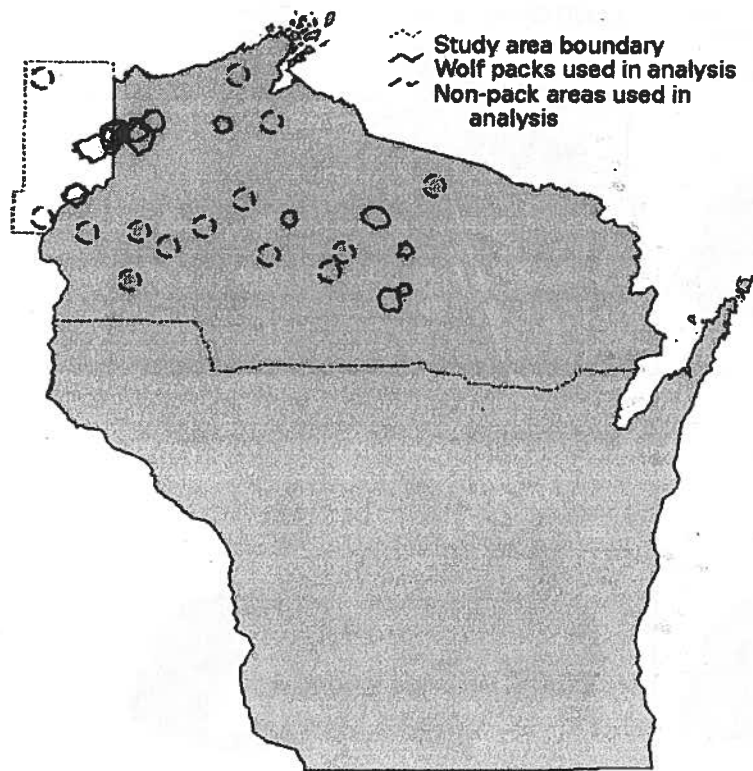 Study area boundary
Wolf packs used in analysis
Non-pack areas used in
analysis